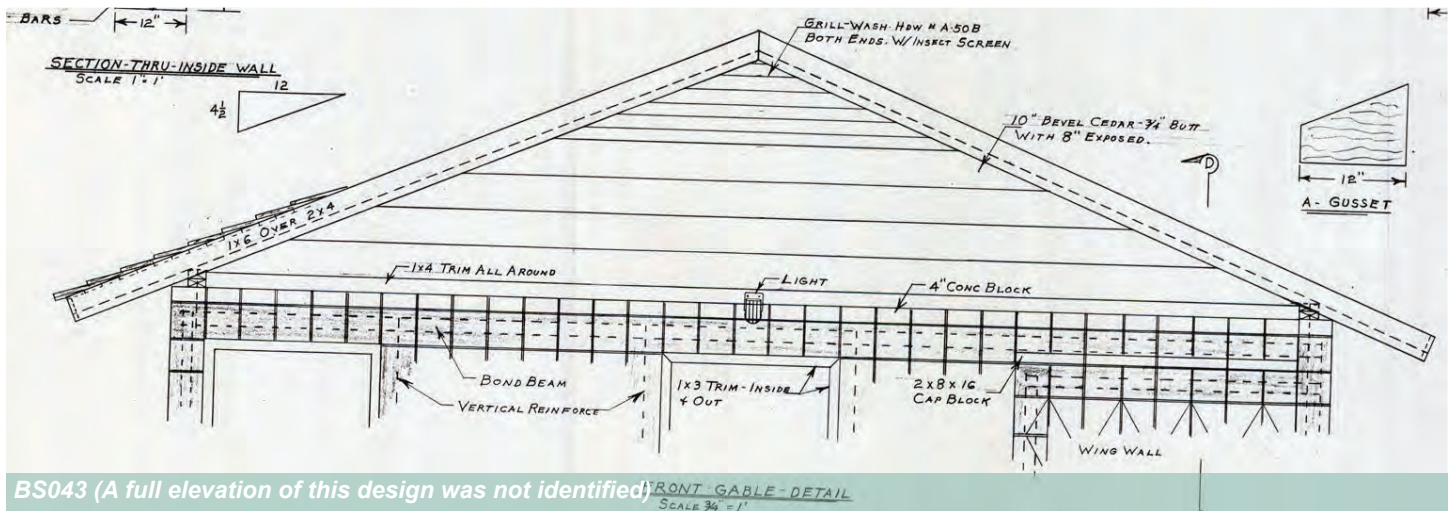 BARS
12"
SECTION-THRU-INSIDE WALL
SCALE 1"=1'
12
4½
GRILL-WASH. HDW # A-50B
BOTH ENDS. W/INSECT SCREEN
10" BEVEL CEDAR-¾" BUTT
WITH 8" EXPOSED.
D
12"
A- GUSSET
1X6 OVER 2X4
1X4 TRIM ALL AROUND
LIGHT
4" CONC BLOCK
BOND BEAM
VERTICAL REINFORCE
1X3 TRIM-INSIDE
& OUT
2X8X16
CAP BLOCK
WING WALL
BS043 (A full elevation of this design was not identified)
FRONT-GABLE-DETAIL
SCALE ¾"=1'